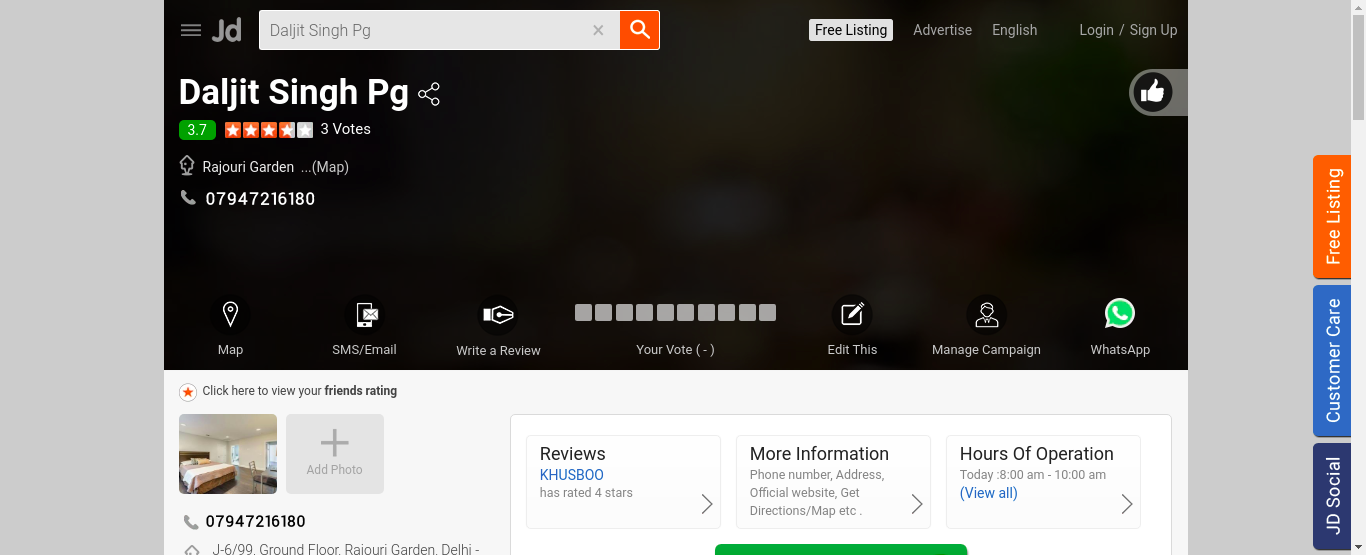 Jd
Daljit Singh Pg
Free Listing
Advertise
English
Login / Sign Up
Daljit Singh Pg
3.7
3 Votes
Rajouri Garden ...(Map)
07947216180
Map
SMS/Email
Write a Review
Your Vote ( - )
Edit This
Manage Campaign
WhatsApp
Click here to view your friends rating
Add Photo
07947216180
J-6/99, Ground Floor, Rajouri Garden, Delhi -
Reviews
KHUSBOO
has rated 4 stars
More Information
Phone number, Address,
Official website, Get
Directions/Map etc .
Hours Of Operation
Today :8:00 am - 10:00 am
(View all)
Free Listing
Customer Care
JD Social